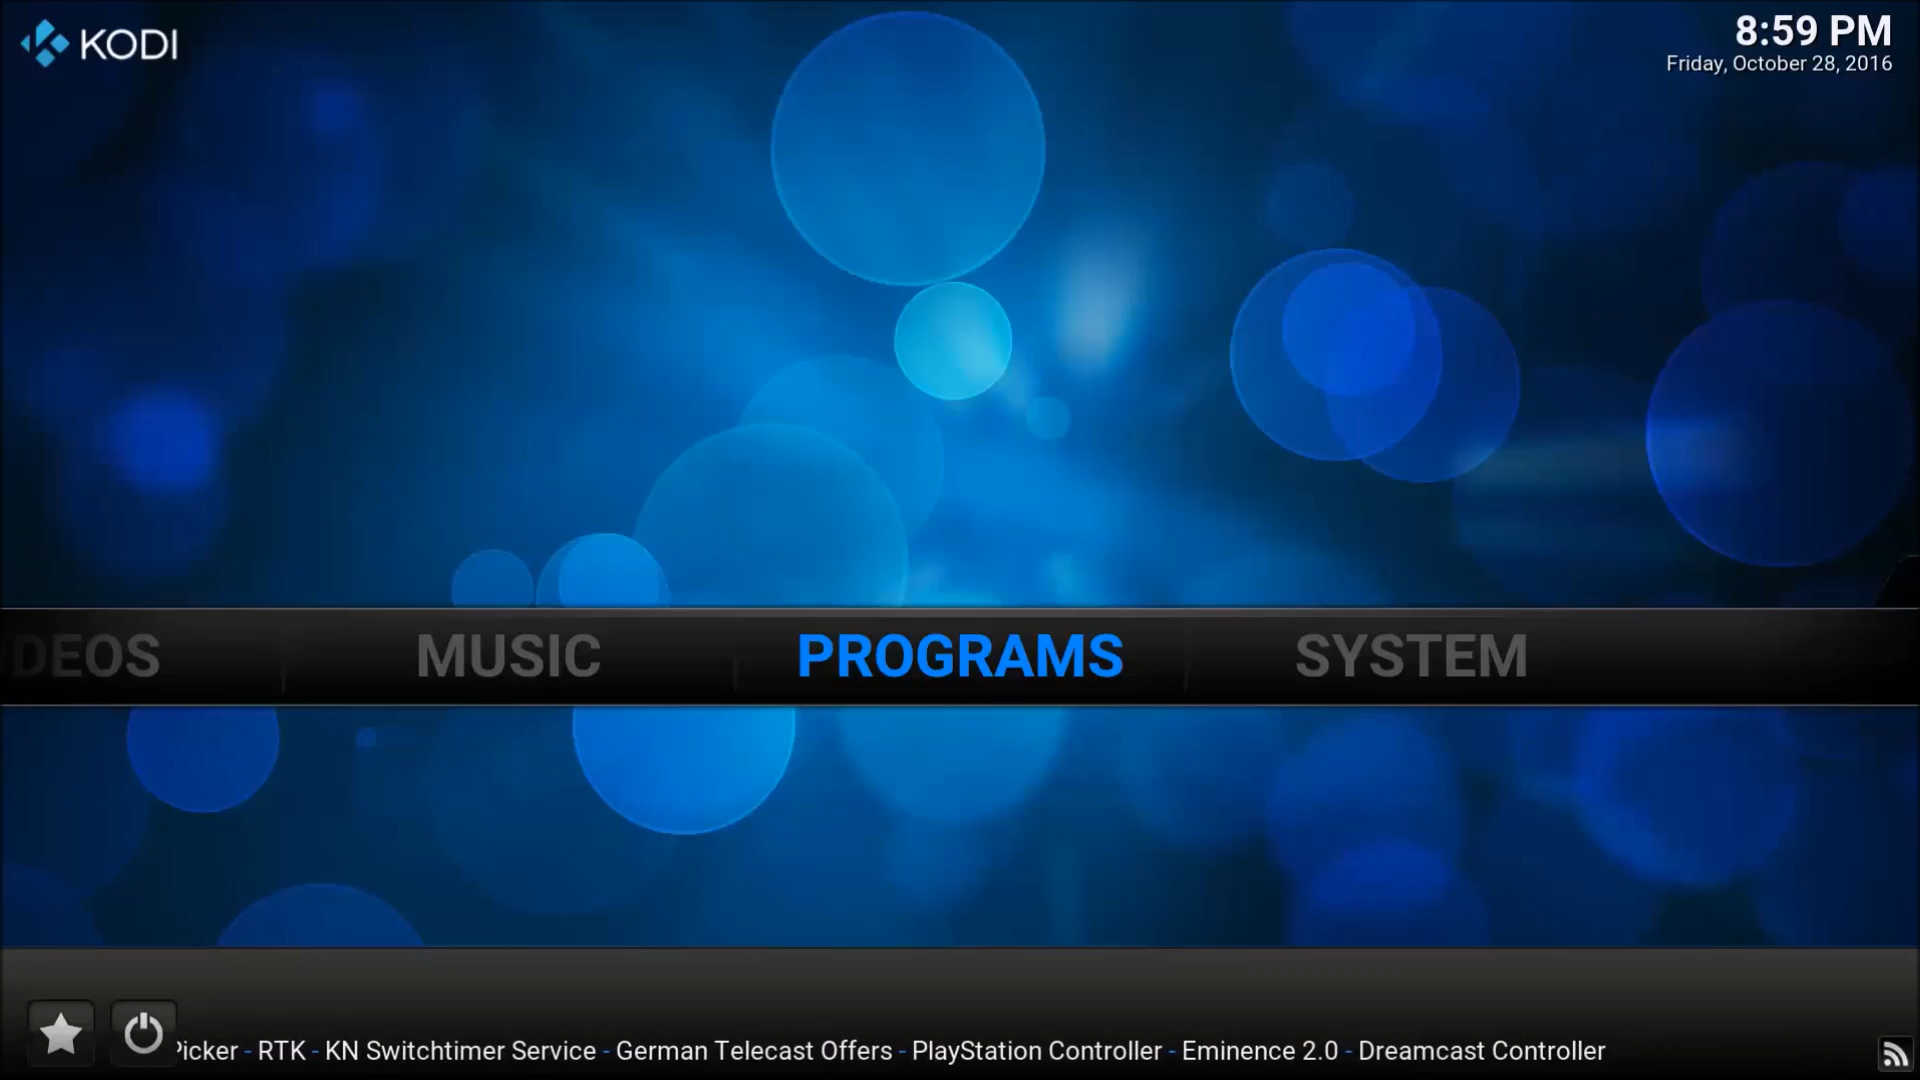 KODI
8:59 PM
Friday, October 28, 2016
DEOS MUSIC PROGRAMS SYSTEM
Picker - RTK - KN Switchtimer Service - German Telecast Offers - PlayStation Controller - Eminence 2.0 - Dreamcast Controller